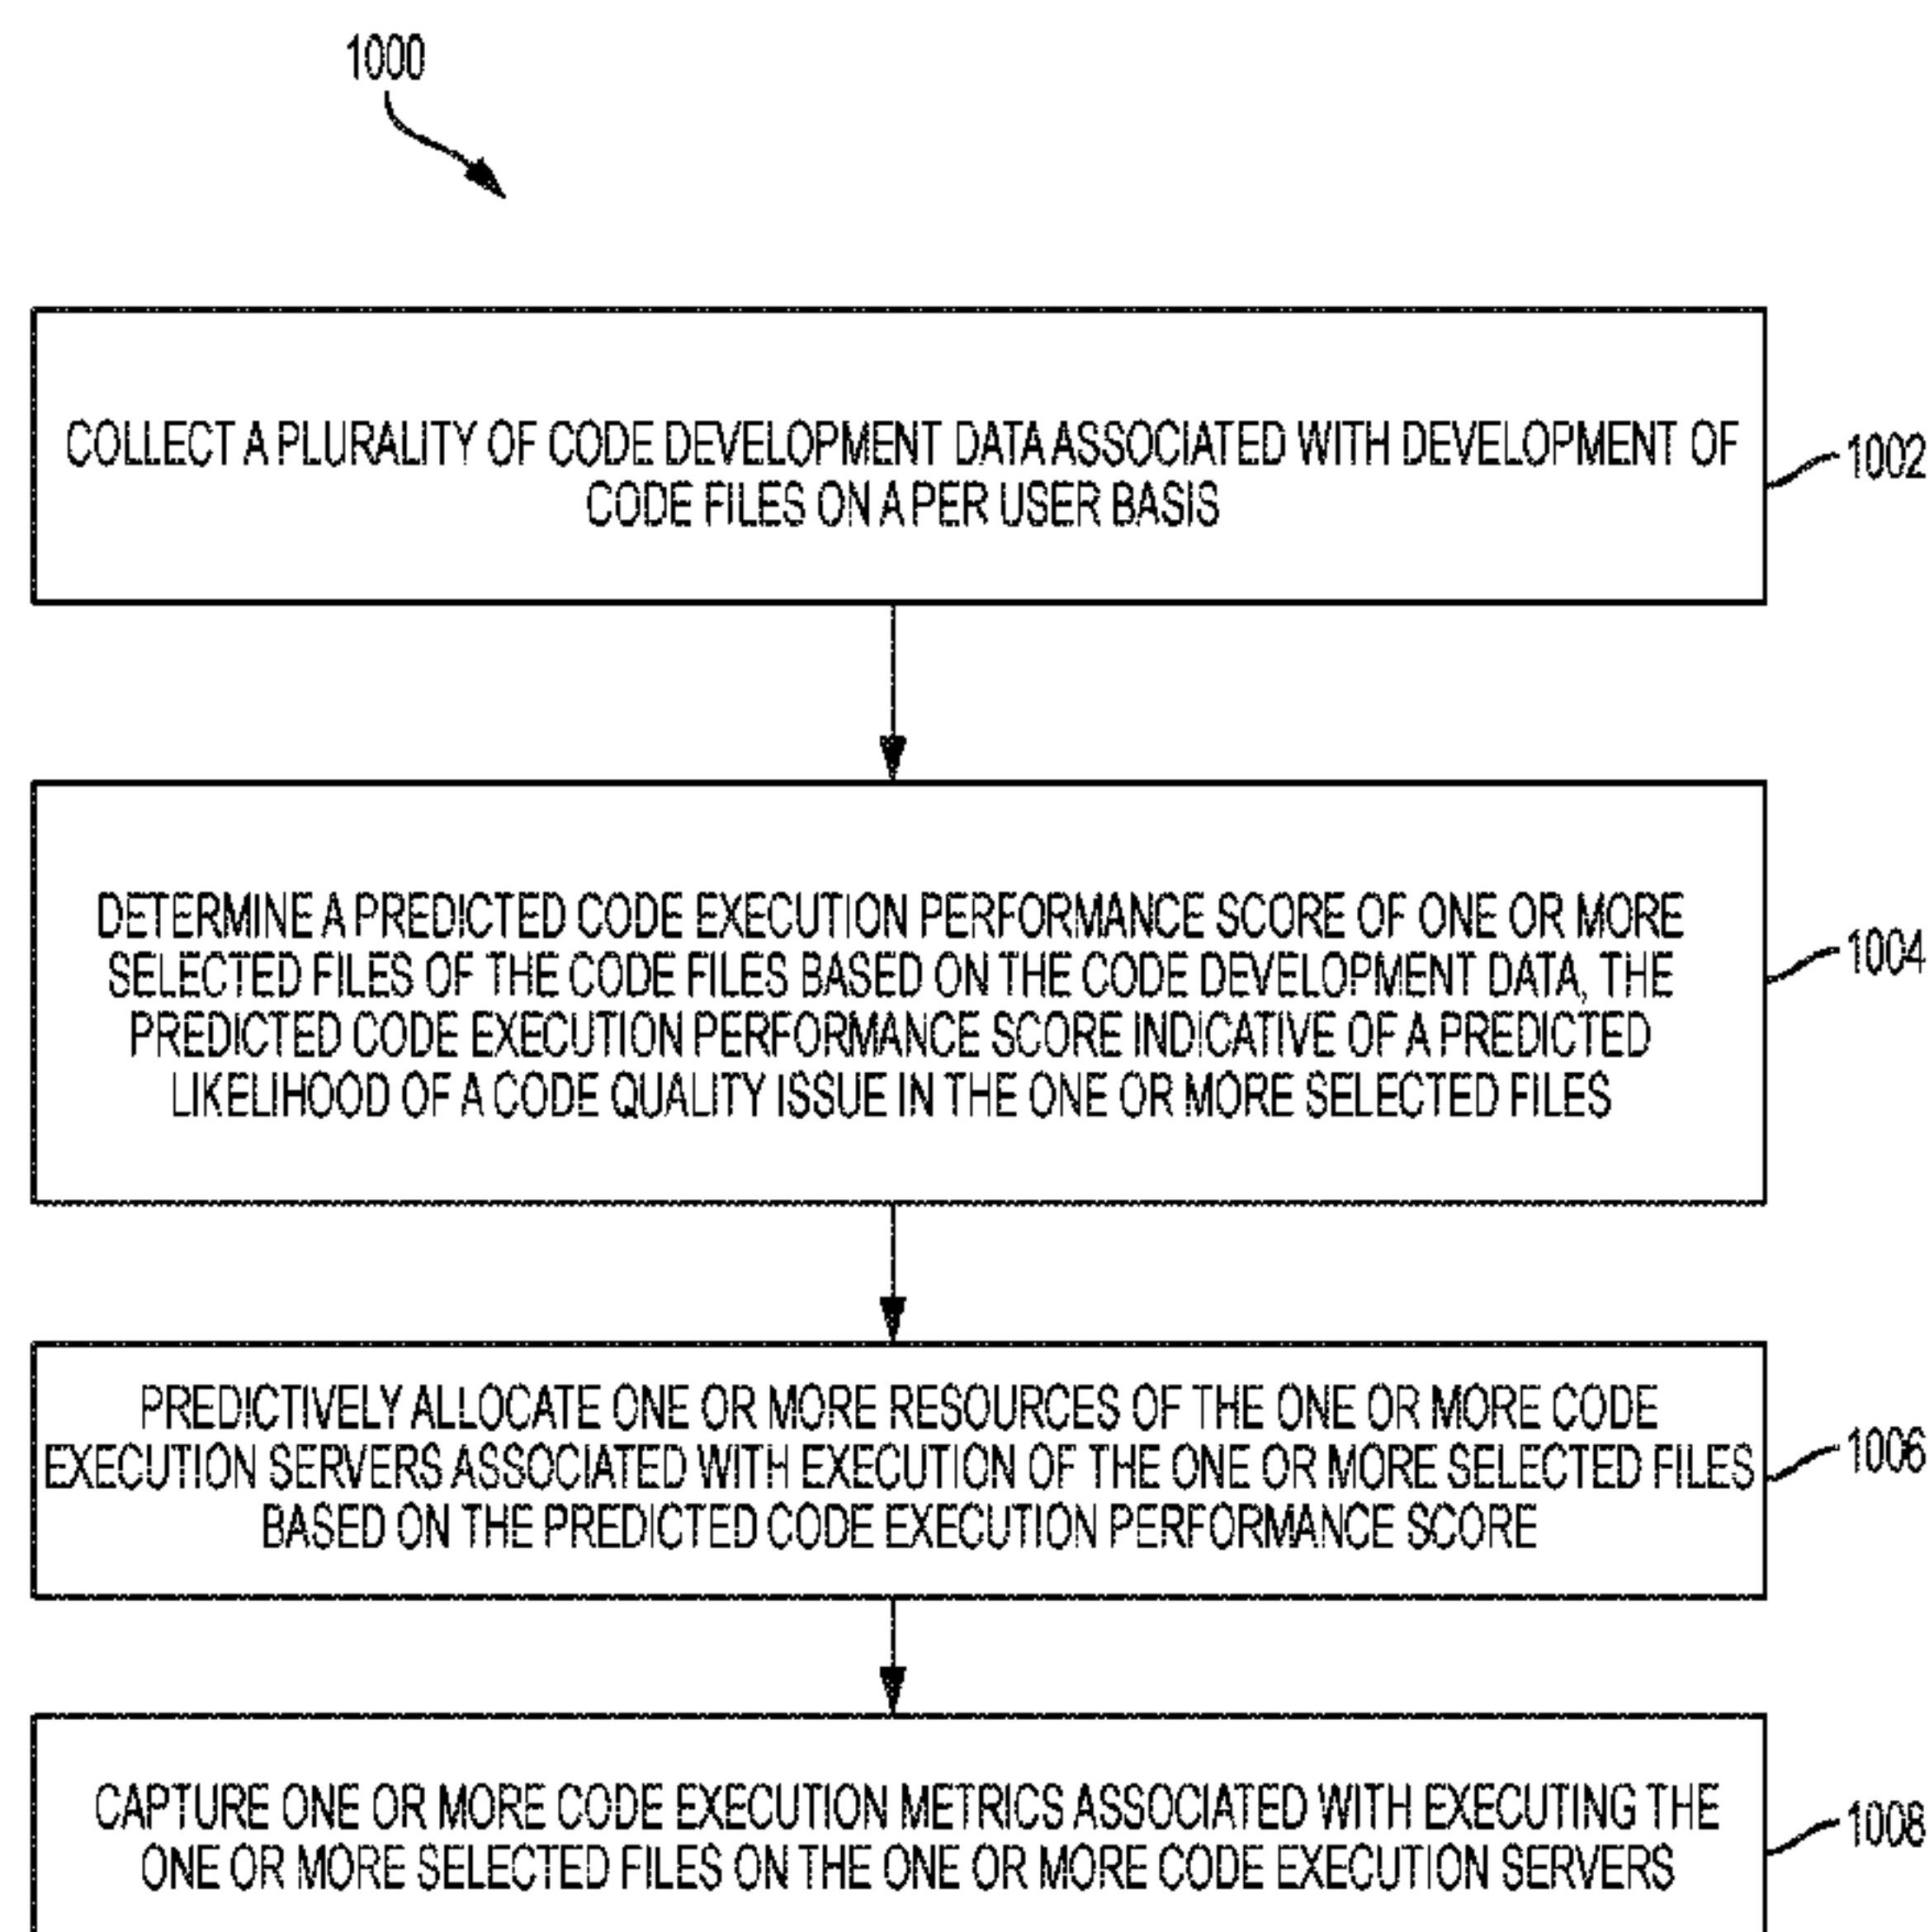 1000
COLLECT A PLURALITY OF CODE DEVELOPMENT DATA ASSOCIATED WITH DEVELOPMENT OF
CODE FILES ON A PER USER BASIS
1002
DETERMINE A PREDICTED CODE EXECUTION PERFORMANCE SCORE OF ONE OR MORE
SELECTED FILES OF THE CODE FILES BASED ON THE CODE DEVELOPMENT DATA, THE
PREDICTED CODE EXECUTION PERFORMANCE SCORE INDICATIVE OF A PREDICTED
LIKELIHOOD OF A CODE QUALITY ISSUE IN THE ONE OR MORE SELECTED FILES
1004
PREDICTIVELY ALLOCATE ONE OR MORE RESOURCES OF THE ONE OR MORE CODE
EXECUTION SERVERS ASSOCIATED WITH EXECUTION OF THE ONE OR MORE SELECTED FILES
BASED ON THE PREDICTED CODE EXECUTION PERFORMANCE SCORE
1006
CAPTURE ONE OR MORE CODE EXECUTION METRICS ASSOCIATED WITH EXECUTING THE
ONE OR MORE SELECTED FILES ON THE ONE OR MORE CODE EXECUTION SERVERS
1008